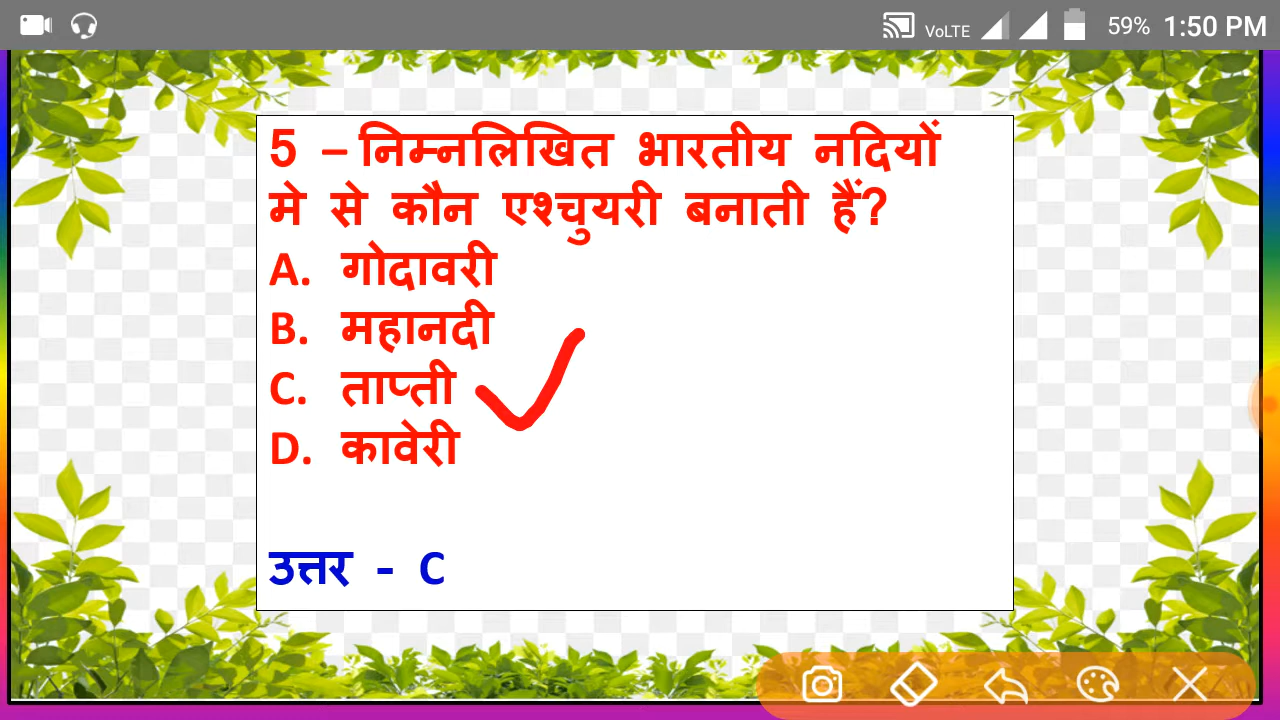 VoLTE 59% 1:50 PM
5 – निम्नलिखित भारतीय नदियों
मे से कौन एश्चुयरी बनाती हैं?
A. गोदावरी
B. महानदी
C. ताप्ती
D. कावेरी
उत्तर - C